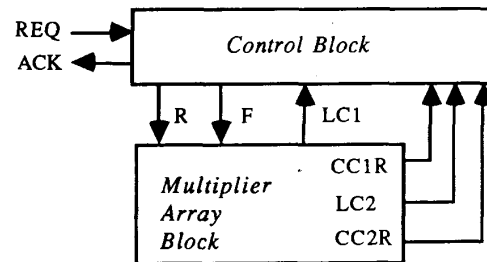 REQ
Control Block
ACK
R
F
LC1
Multiplier
Array
Block
CC1R
LC2
CC2R